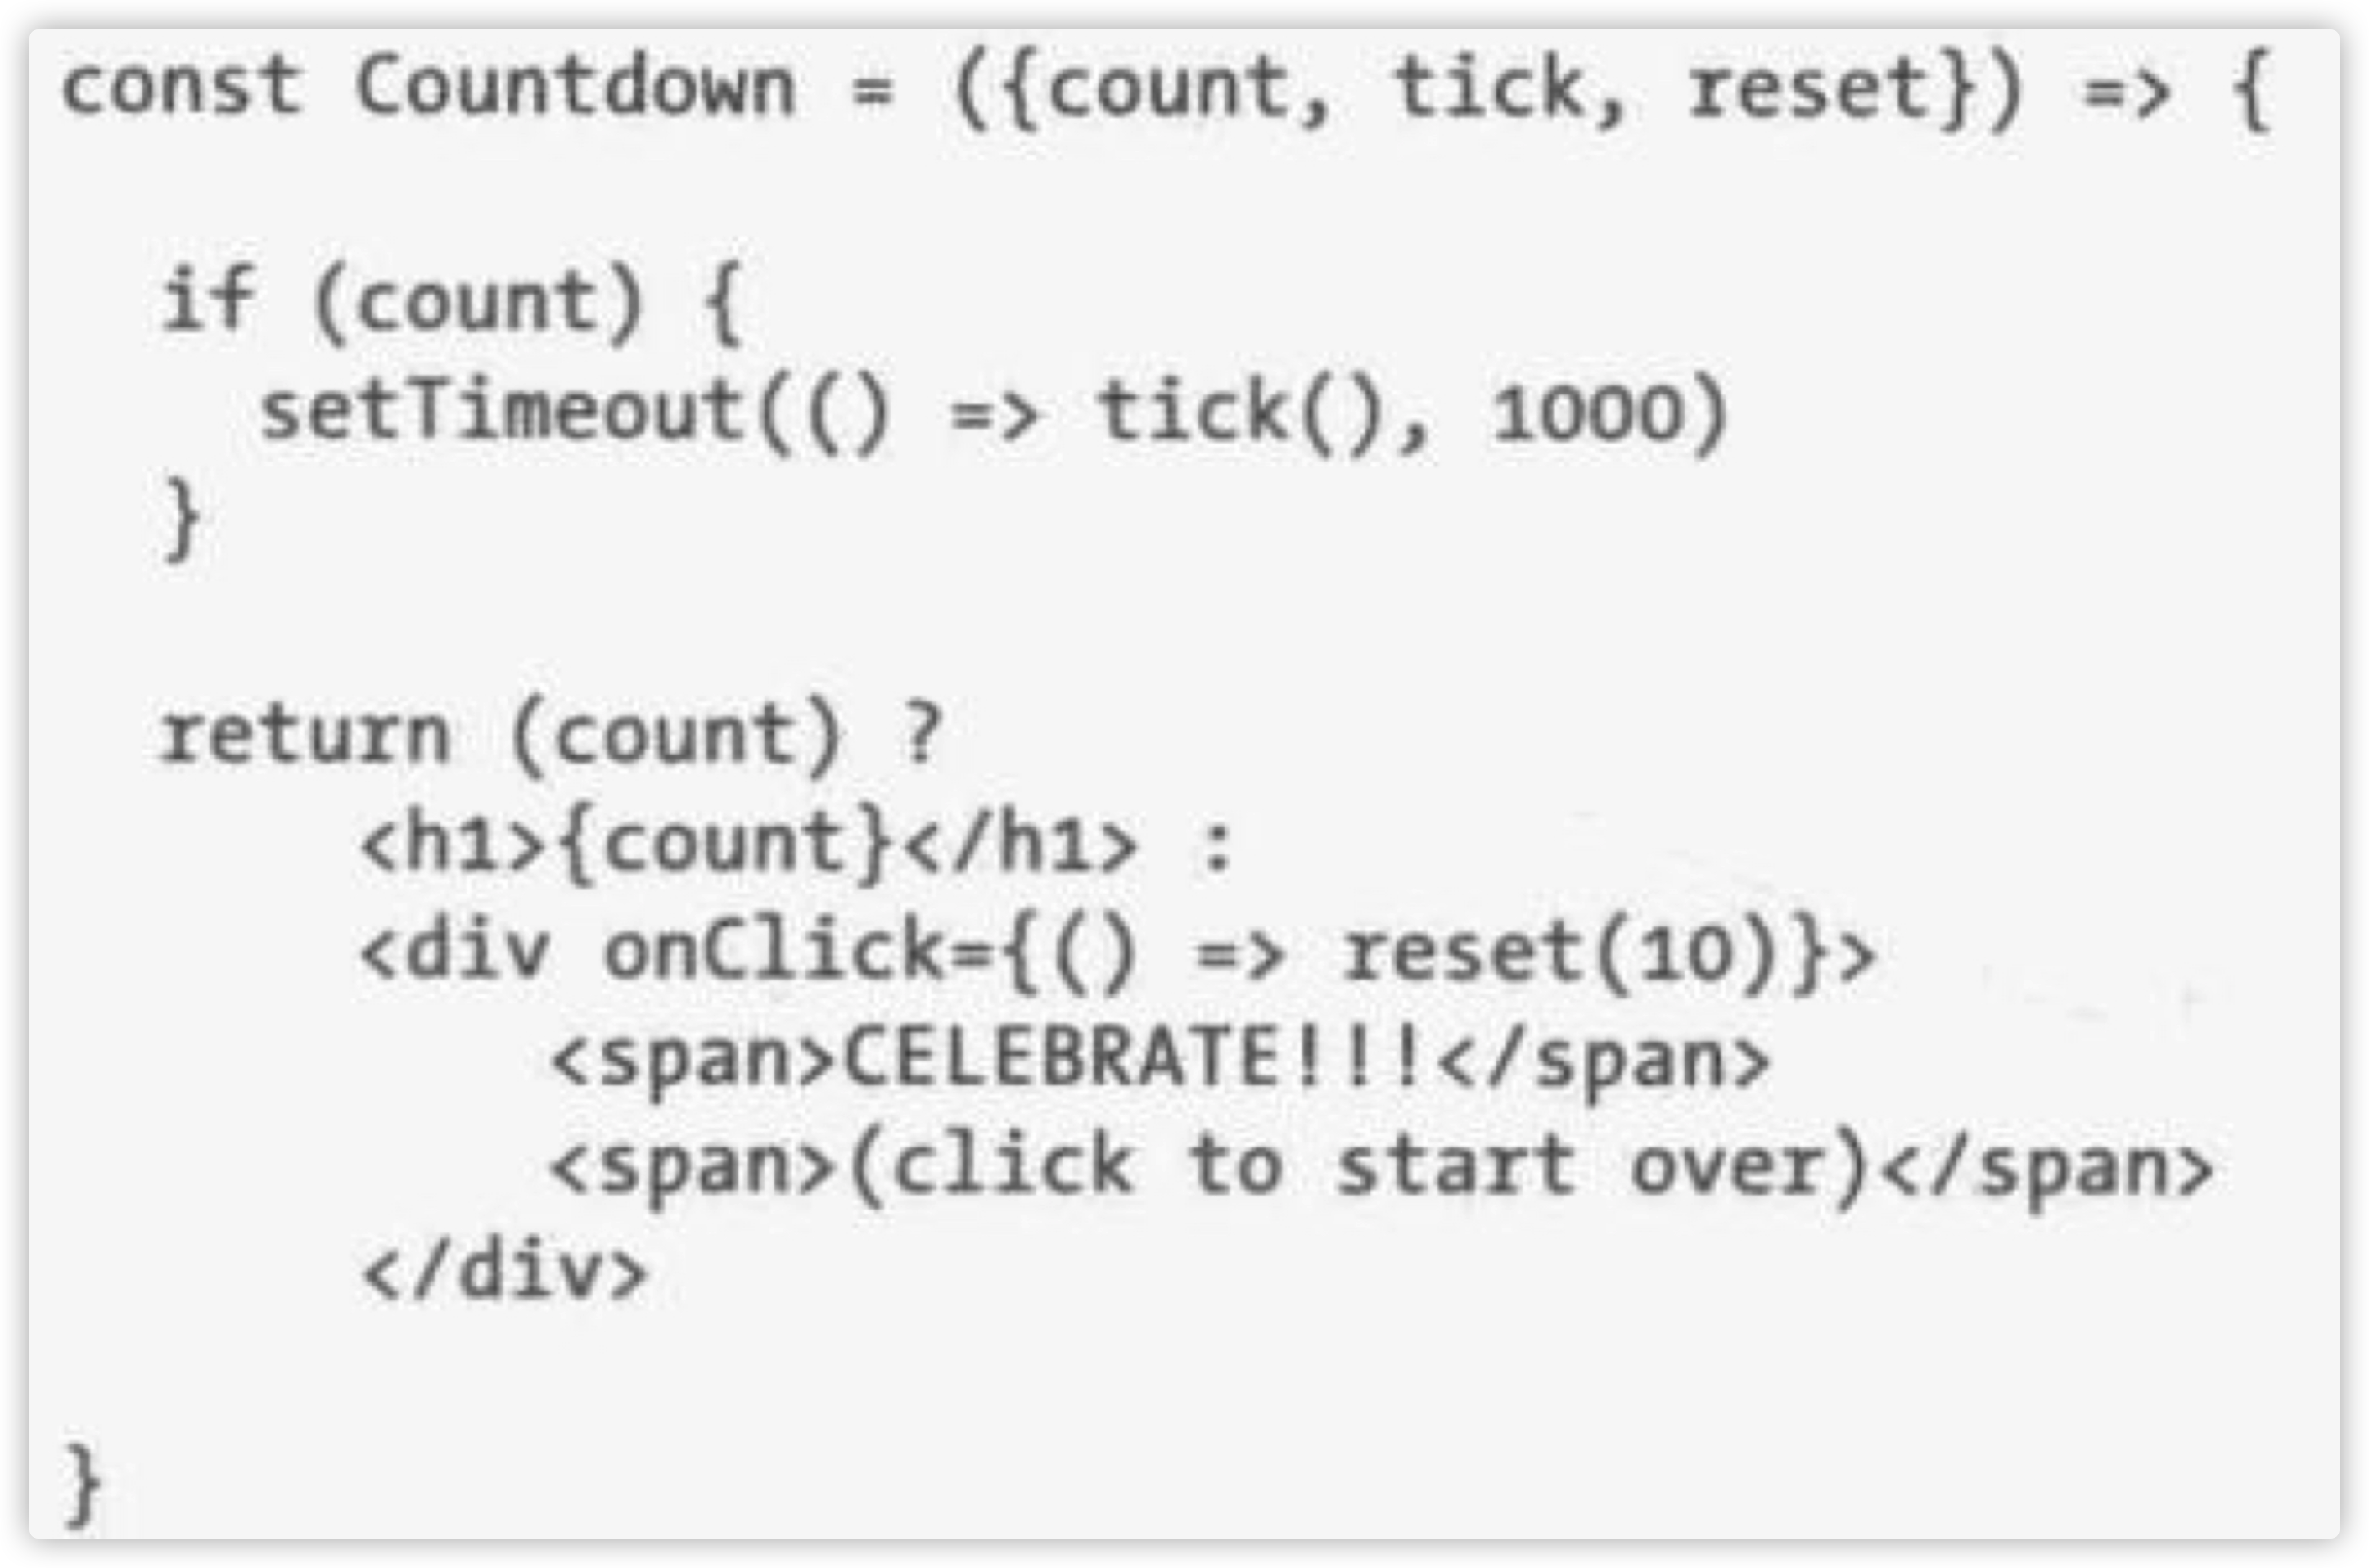 const Countdown = ({count, tick, reset}) => {
if (count) {
setTimeout(() => tick(), 1000)
}
return (count) ?
<h1>{count}</h1> :
<div onClick={() => reset(10)}>
<span>CELEBRATE!!!</span>
<span>(click to start over)</span>
</div>
}